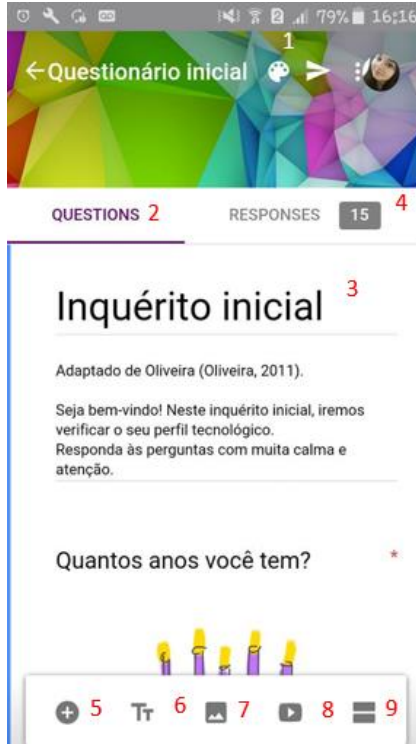 79% 16:16
1
Questionário inicial
QUESTIONS 2 RESPONSES 15 4
Inquérito inicial 3
Adaptado de Oliveira (Oliveira, 2011).
Seja bem-vindo! Neste inquérito inicial, iremos
verificar o seu perfil tecnológico.
Responda às perguntas com muita calma e
atenção.
Quantos anos você tem? *
5 Tт 6 7 8 9